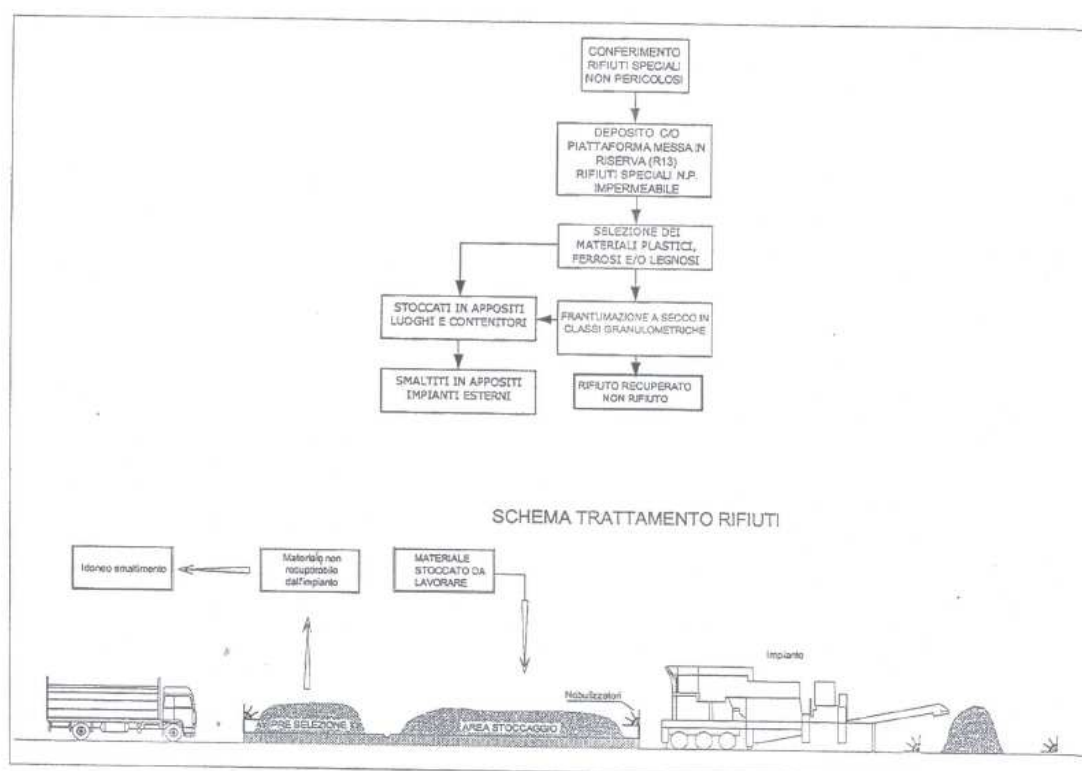 CONFERIMENTO
RIFIUTI SPECIALI
NON PERICOLOSI
DEPOSITO C/O
PIATTAFORMA MESSA IN
RISERVA (R13)
RIFIUTI SPECIALI N.P.
IMPERMEABILE
SELEZIONE DEI
MATERIALI PLASTICI,
FERROSI E/O LEGNOSI
STOCCATI IN APPOSITI
LUOGHI E CONTENITORI
FRANTUMAZIONE A SECCO IN
CLASSI GRANULOMETRICHE
SMALTITI IN APPOSITI
IMPIANTI ESTERNI
RIFIUTO RECUPERATO
NON RIFIUTO
SCHEMA TRATTAMENTO RIFIUTI
Idoneo smaltimento
Materiale non
recuperabile
dall'impianto
MATERIALE
STOCCATO DA
LAVORARE
Impianto
Nebulizzatori
PRE SELEZIONE
AREA STOCCAGGIO